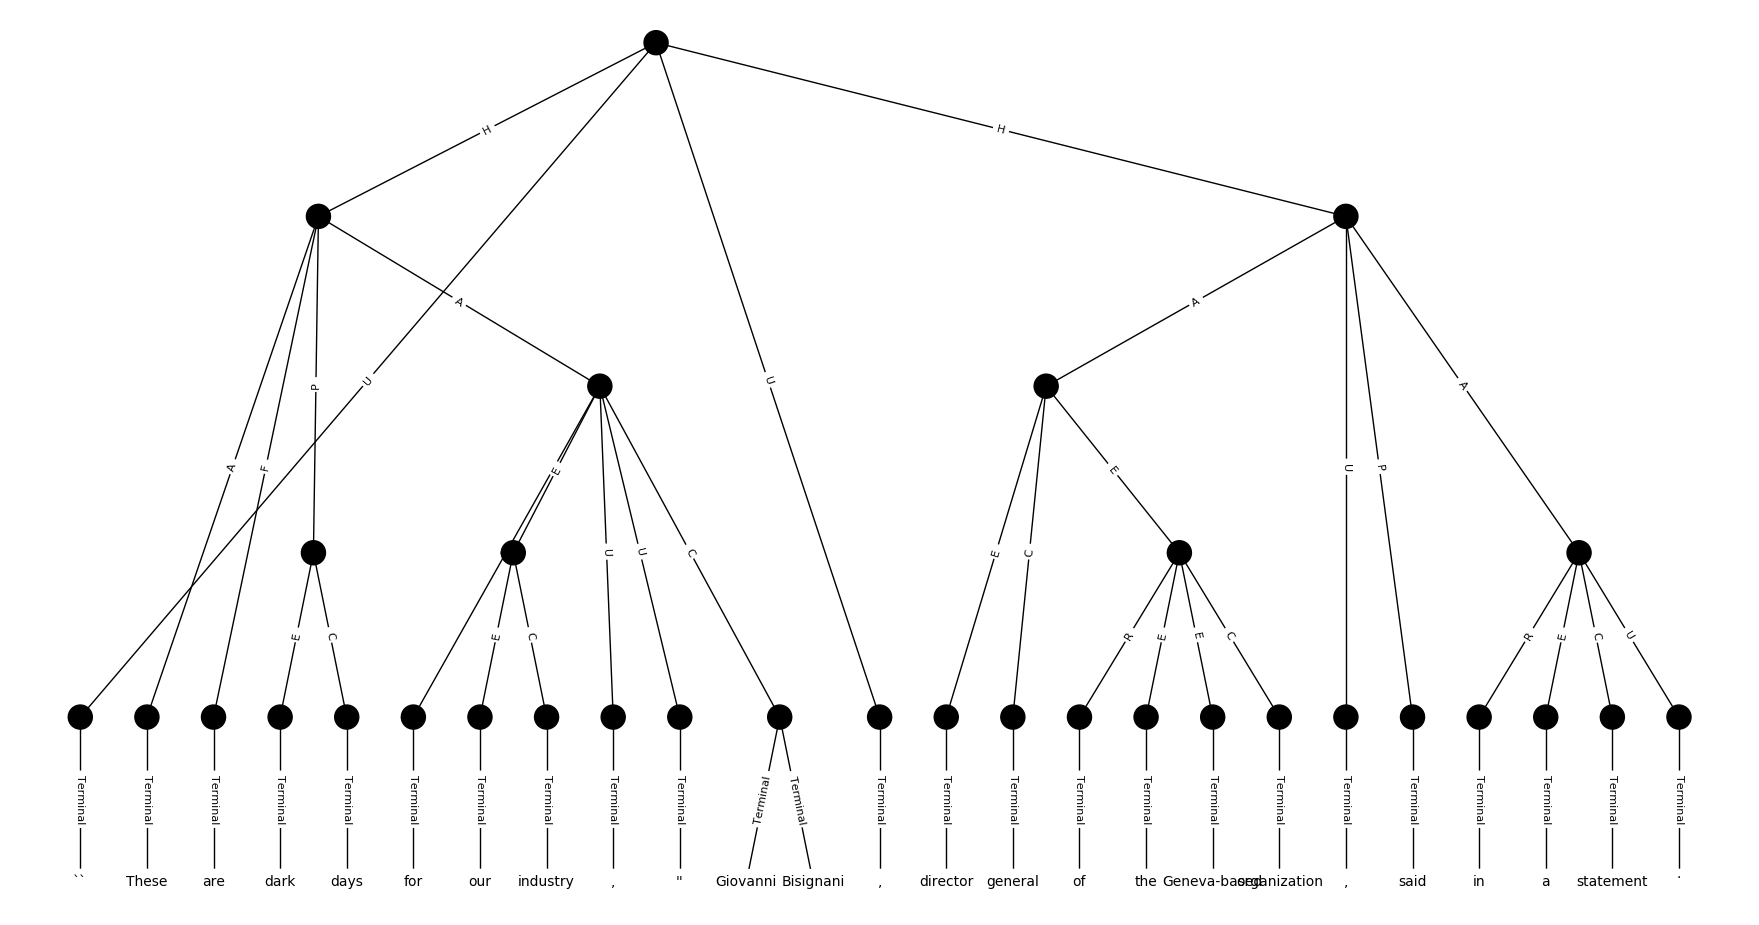 H
H
A
A
U
U
P
A
A
F
E
E
U
P
E
U
U
C
E
C
E
C
E
C
R
E
E
C
R
E
C
U
Terminal Terminal Terminal Terminal Terminal Terminal Terminal Terminal Terminal Terminal Terminal Terminal Terminal Terminal Terminal Terminal Terminal Terminal Terminal Terminal Terminal Terminal Terminal Terminal Terminal
`` These are dark days for our industry , " Giovanni Bisignani , director general of the Geneva-based organization , said in a statement .